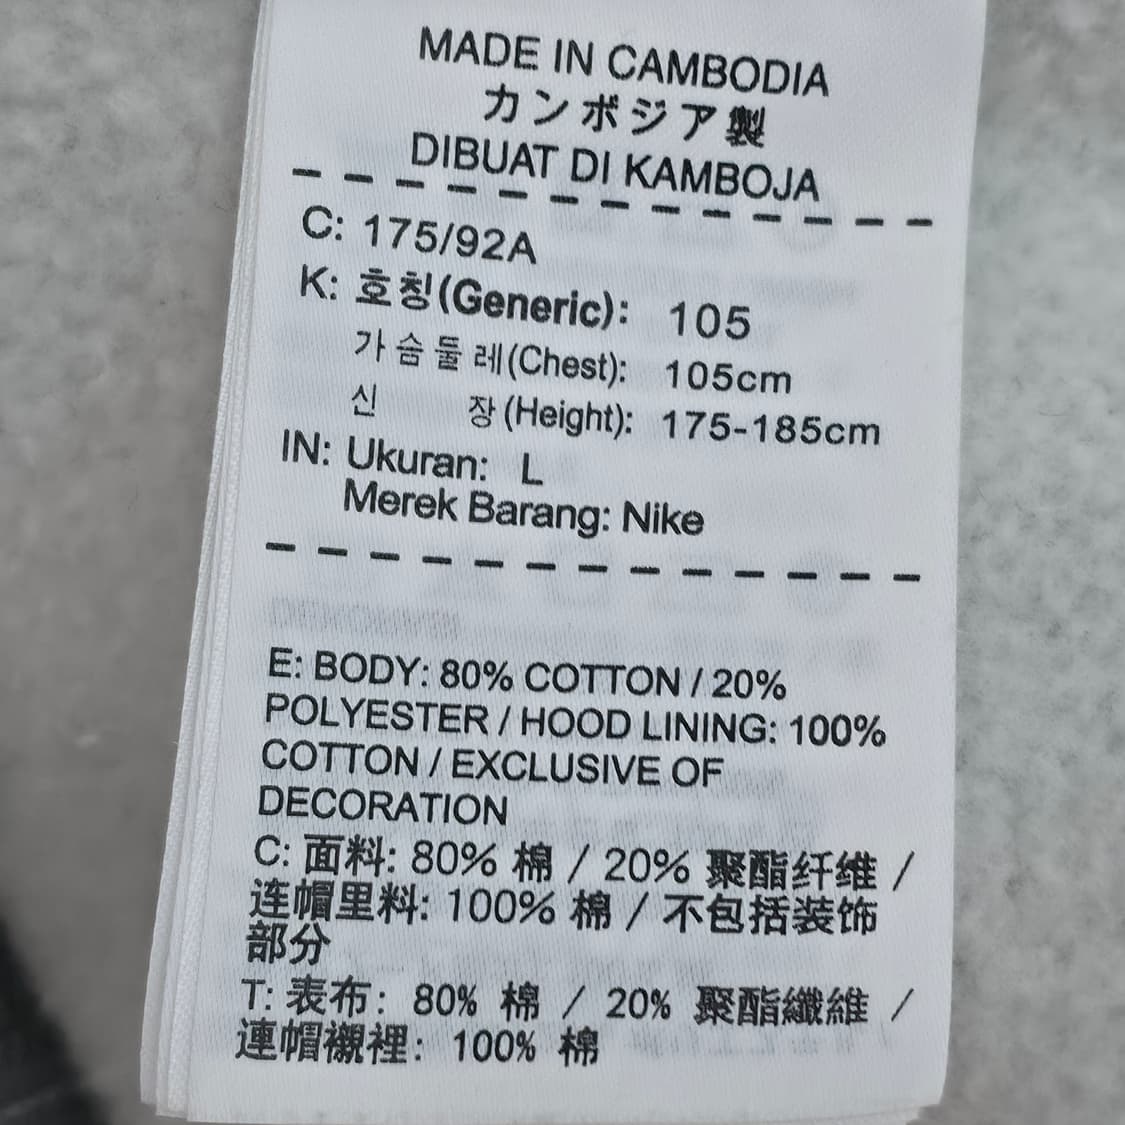 MADE IN CAMBODIA
カンボジア製
DIBUAT DI KAMBOJA
C: 175/92A
K: 호칭(Generic): 105
가슴둘레(Chest): 105cm
신 장(Height): 175-185cm
IN: Ukuran: L
Merek Barang: Nike
E: BODY: 80% COTTON / 20%
POLYESTER / HOOD LINING: 100%
COTTON / EXCLUSIVE OF
DECORATION
C: 面料: 80% 棉 / 20% 聚酯纤维 /
连帽里料: 100% 棉 / 不包括装饰
部分
T: 表布: 80% 棉 / 20% 聚酯纖維 /
連帽襯裡: 100% 棉